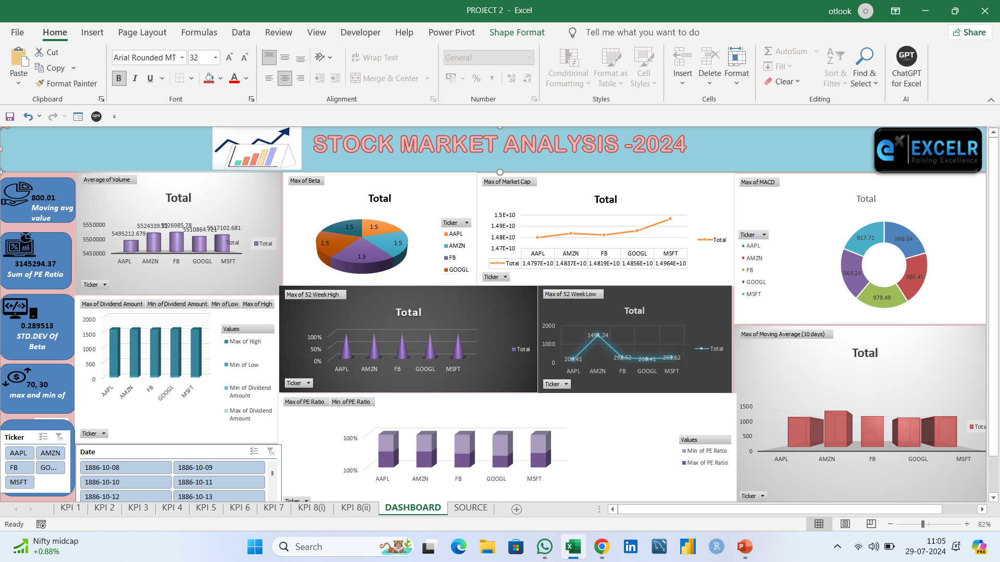 PROJECT 2 - Excel
otlook
O
File Home Insert Page Layout Formulas Data Review View Developer Help Power Pivot Shape Format Tell me what you want to do Share
Cut
Copy
Format Painter
Paste
Clipboard
Arial Rounded MT 32
B I U A
Font
Wrap Text
Merge & Center
Alignment
General
Number
Conditional Formatting
Format as Table
Cell Styles
Styles
Insert Delete Format
Cells
AutoSum
Fill
Clear
Sort & Filter
Find & Select
Editing
GPT
ChatGPT for Excel
AI
GPT
STOCK MARKET ANALYSIS -2024
EXCELR
Raising Excellence
800.01
Moving avg
value
3145294.37
Sum of PE Ratio
0.289513
STD.DEV Of
Beta
70, 30
max and min of
Ticker
AAPL AMZN
FB GO...
MSFT
Average of Volume
Total
5550000
5500000
5450000
5495212.679
5526985.78
5517102.681
Total
AAPL AMZN FB GOOGL MSFT
Total
Ticker
Max of Beta
Total
1.5 1.5
1.5 1.5
1.5
Ticker
AAPL
AMZN
FB
GOOGL
Max of Market Cap
Total
1.5E+10
1.49E+10
1.48E+10
1.47E+10
AAPL AMZN FB GOOGL MSFT
Total 1.4797E+10 1.4837E+10 1.4819E+10 1.4856E+10 1.4964E+10
Total
Ticker
Max of MACD
Total
Ticker
AAPL
AMZN
FB
GOOGL
MSFT
917.71 998.04
969.24 986.45
979.49
Max of Dividend Amount Min of Dividend Amount Min of Low Max of High
2000
1500
1000
500
0
AAPL AMZN FB GOOGL MSFT
Values
Max of High
Min of Low
Min of Dividend
Amount
Max of Dividend
Amount
Ticker
Max of 52 Week High
Total
100%
50%
0%
AAPL AMZN FB GOOGL MSFT
Total
Ticker
Max of 52 Week Low
Total
2000
1000
0
1491.24
293.62 293.62
AAPL AMZN FB GOOGL MSFT
Total
Ticker
Max of Moving Average (10 days)
Total
1500
1000
500
0
AAPL AMZN FB GOOGL MSFT
Tota
Ticker
Max of PE Ratio Min of PE Ratio
100%
100%
AAPL AMZN FB GOOGL MSFT
Values
Min of PE Ratio
Max of PE Ratio
Ticker
Date
1886-10-08 1886-10-09
1886-10-10 1886-10-11
1886-10-12 1886-10-13
KPI 1 KPI 2 KPI 3 KPI 4 KPI 5 KPI 6 KPI 7 KPI 8(i) KPI 8(ii) DASHBOARD SOURCE
Ready
82%
Nifty midcap
+0.88%
Search
11:05
29-07-2024
PRE